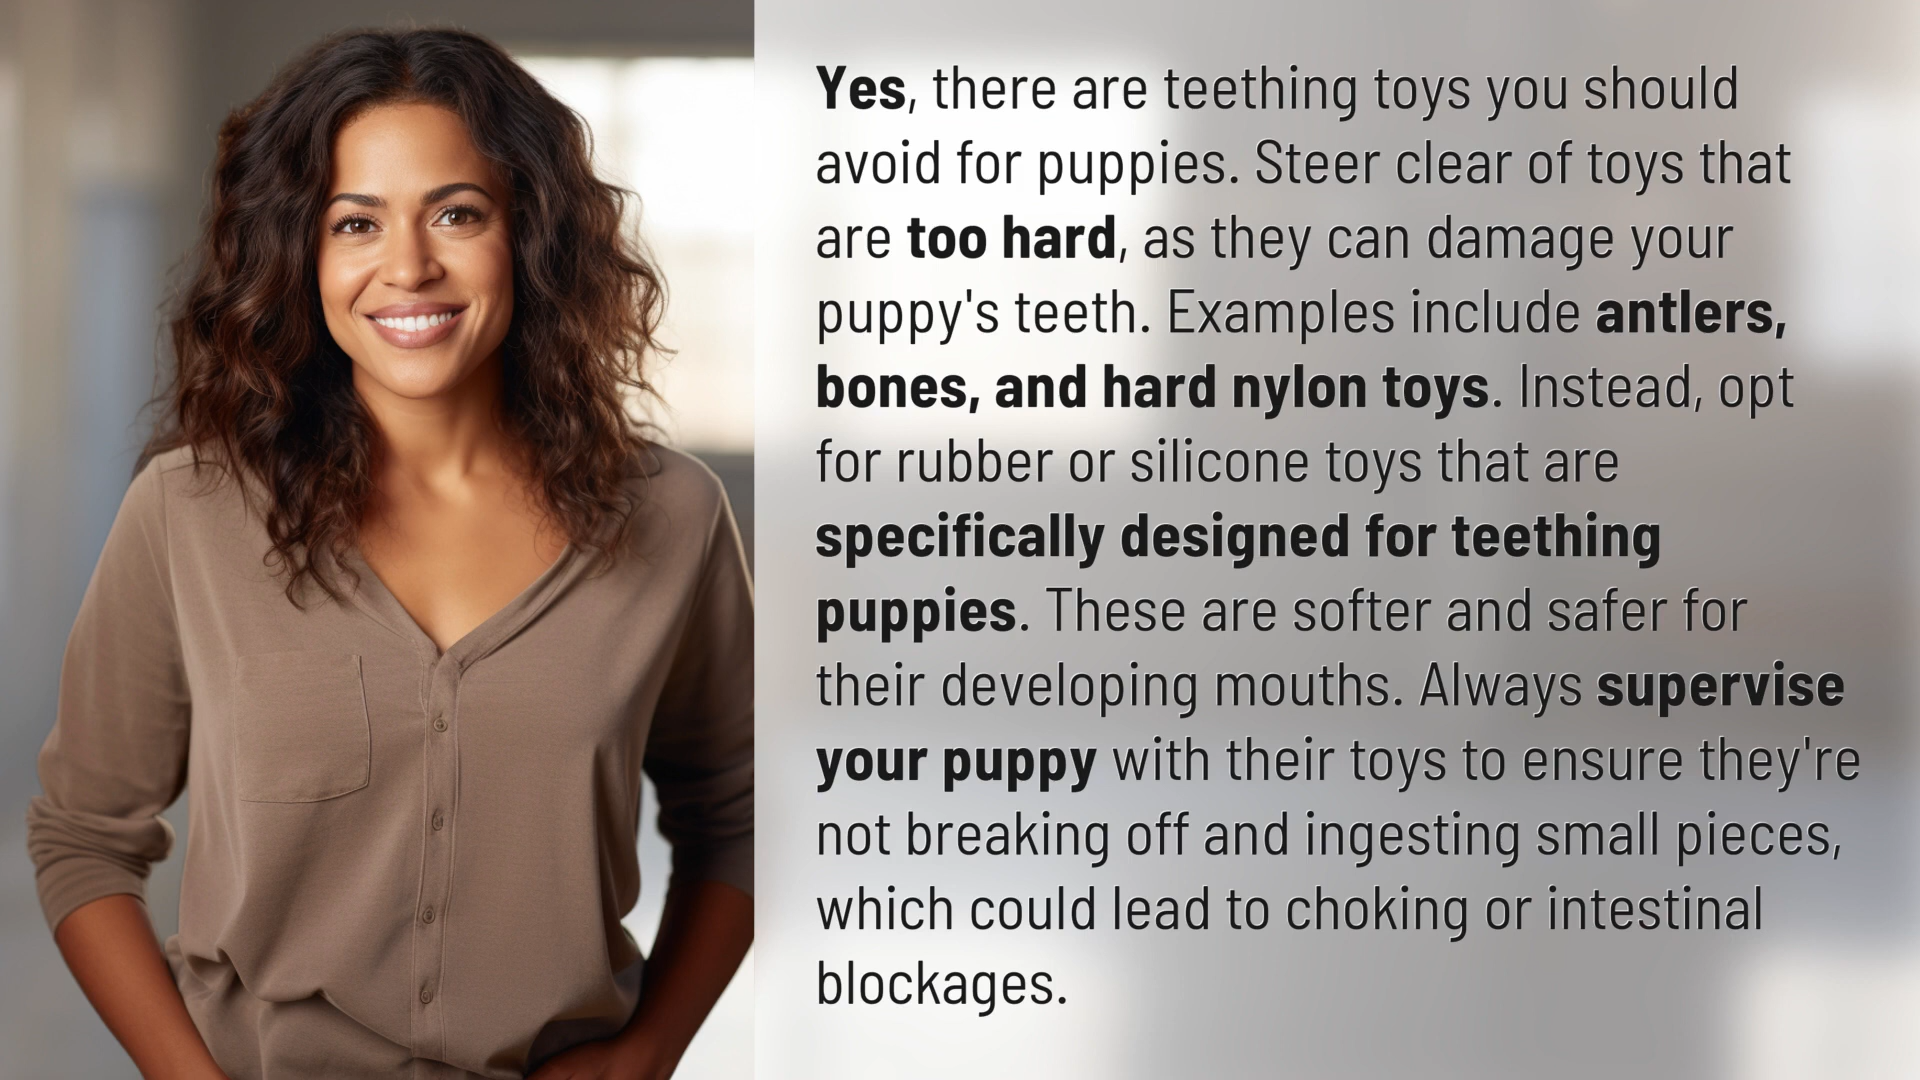 Yes, there are teething toys you should
avoid for puppies. Steer clear of toys that
are too hard, as they can damage your
puppy's teeth. Examples include antlers,
bones, and hard nylon toys. Instead, opt
for rubber or silicone toys that are
specifically designed for teething
puppies. These are softer and safer for
their developing mouths. Always supervise
your puppy with their toys to ensure they're
not breaking off and ingesting small pieces,
which could lead to choking or intestinal
blockages.